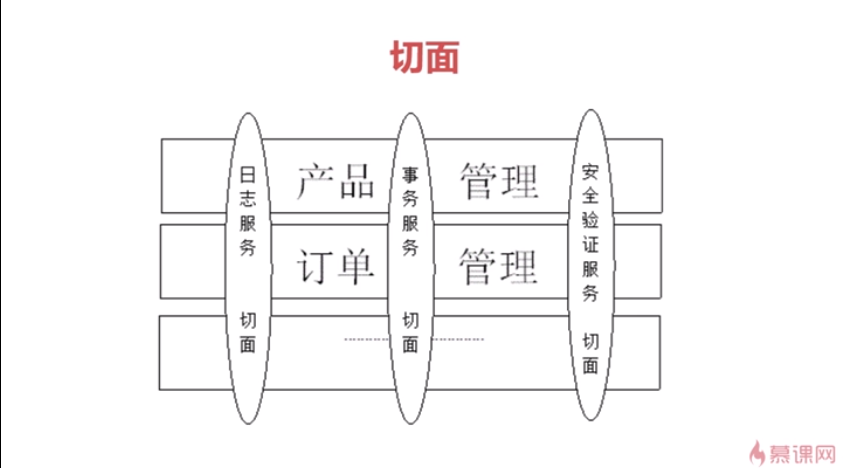 切面
产品 管理
订单 管理
日志服务 切面
事务服务 切面
安全验证服务 切面
慕课网